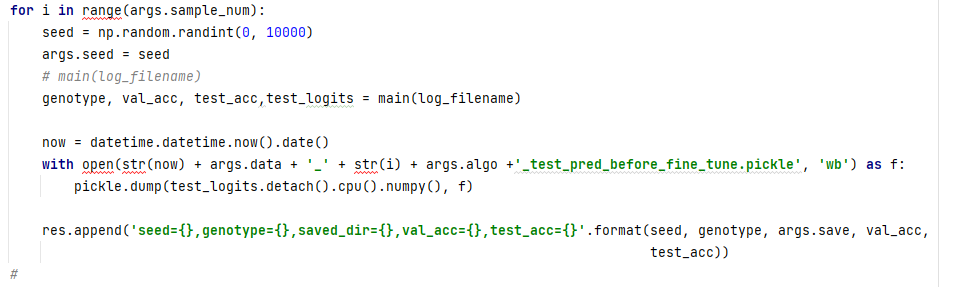 for i in range(args.sample_num):
    seed = np.random.randint(0, 10000)
    args.seed = seed
    # main(log_filename)
    genotype, val_acc, test_acc,test_logits = main(log_filename)

    now = datetime.datetime.now().date()
    with open(str(now) + args.data + '_' + str(i) + args.algo +'_test_pred_before_fine_tune.pickle', 'wb') as f:
        pickle.dump(test_logits.detach().cpu().numpy(), f)

    res.append('seed={},genotype={},saved_dir={},val_acc={},test_acc={}'.format(seed, genotype, args.save, val_acc,
                                                                                test_acc))
#